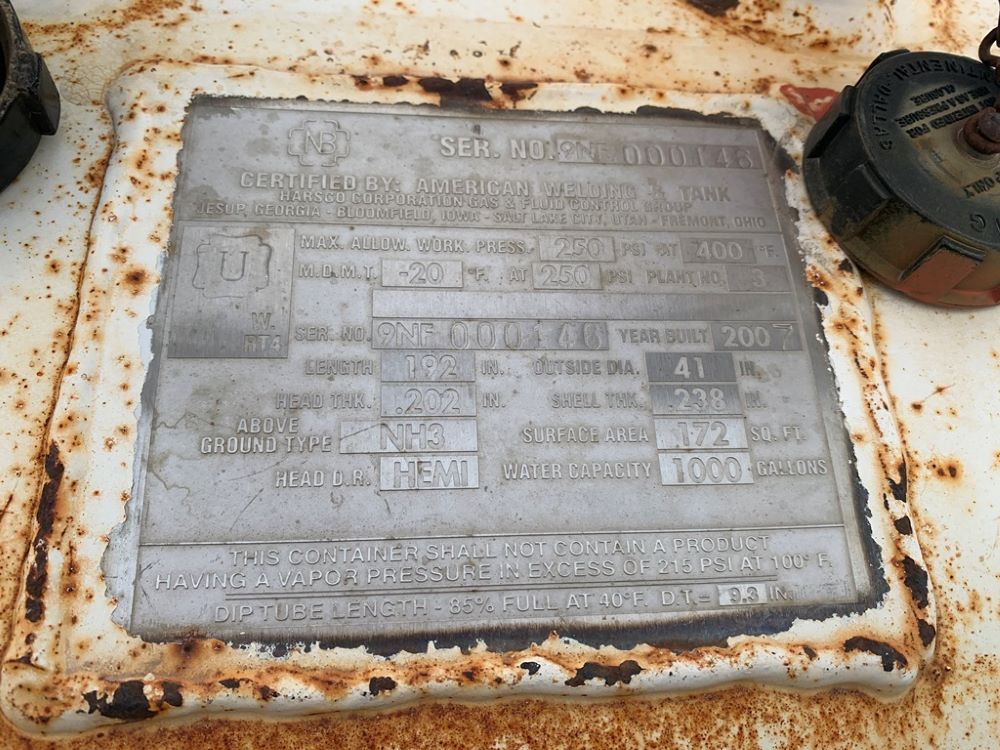 NB
SER. NO. 9NF 000146
CERTIFIED BY: AMERICAN WELDING & TANK
HARSCO CORPORATION GAS & FLUID CONTROL GROUP
JESUP, GEORGIA - BLOOMFIELD, IOWA - SALT LAKE CITY, UTAH - FREMONT, OHIO
U
W.
RT4
MAX. ALLOW. WORK. PRESS. 250 PSI AT 400 °F.
M.D.M.T. -20 °F. AT 250 PSI PLANT NO. 3
SER. NO. 9NF 000146 YEAR BUILT 2007
LENGTH 192 IN. OUTSIDE DIA. 41 IN.
HEAD THK. .202 IN. SHELL THK. .238 IN.
ABOVE
GROUND TYPE NH3 SURFACE AREA 172 SQ. FT.
HEAD D.R. HEMI WATER CAPACITY 1000 GALLONS
THIS CONTAINER SHALL NOT CONTAIN A PRODUCT
HAVING A VAPOR PRESSURE IN EXCESS OF 215 PSI AT 100° F.
DIP TUBE LENGTH - 85% FULL AT 40°F. D.T.= 9.3 IN.